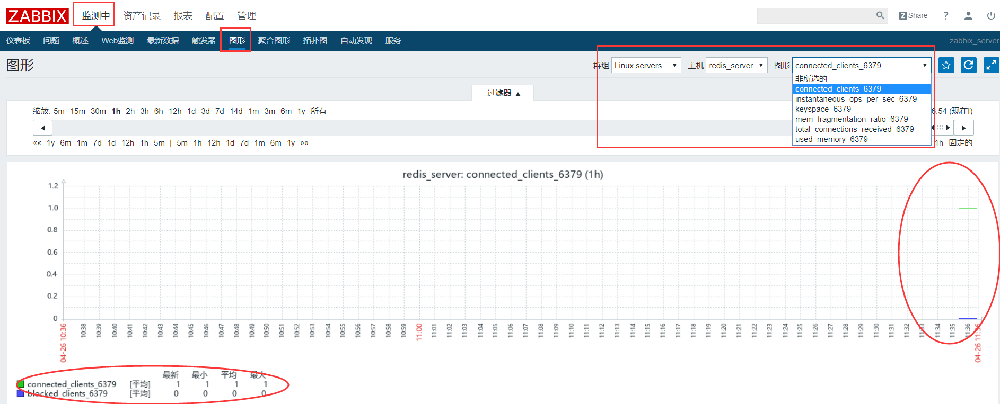 ZABBIX 监测中 资产记录 报表 配置 管理 Z Share ?
仪表板 问题 概述 Web监测 最新数据 触发器 图形 聚合图形 拓扑图 自动发现 服务 zabbix_server
图形 群组 Linux servers ▼ 主机 redis_server ▼ 图形 connected_clients_6379 ▼
非所选的
connected_clients_6379
instantaneous_ops_per_sec_6379
keyspace_6379
mem_fragmentation_ratio_6379
total_connections_received_6379
used_memory_6379
过滤器 ▲
缩放: 5m 15m 30m 1h 2h 3h 6h 12h 1d 3d 7d 14d 1m 3m 6m 1y 所有 6:54 (现在!)
«« 1y 6m 1m 7d 1d 12h 1h 5m | 5m 1h 12h 1d 7d 1m 6m 1y »» 1h 固定的
redis_server: connected_clients_6379 (1h)
1.2
1.0
0.8
0.6
0.4
0.2
0
04-26 10:36 10:38 10:39 10:40 10:41 10:42 10:43 10:44 10:45 10:46 10:47 10:48 10:49 10:50 10:51 10:52 10:53 10:54 10:55 10:56 10:57 10:58 10:59 11:00 11:01 11:02 11:03 11:04 11:05 11:06 11:07 11:08 11:09 11:10 11:11 11:12 11:13 11:14 11:15 11:16 11:17 11:18 11:19 11:20 11:21 11:22 11:23 11:24 11:25 11:26 11:27 11:28 11:29 11:30 11:31 11:32 11:33 11:34 11:35 11:36 04-26 11:36
最新 最小 平均 最大
connected_clients_6379 [平均] 1 1 1 1
blocked_clients_6379 [平均] 0 0 0 0